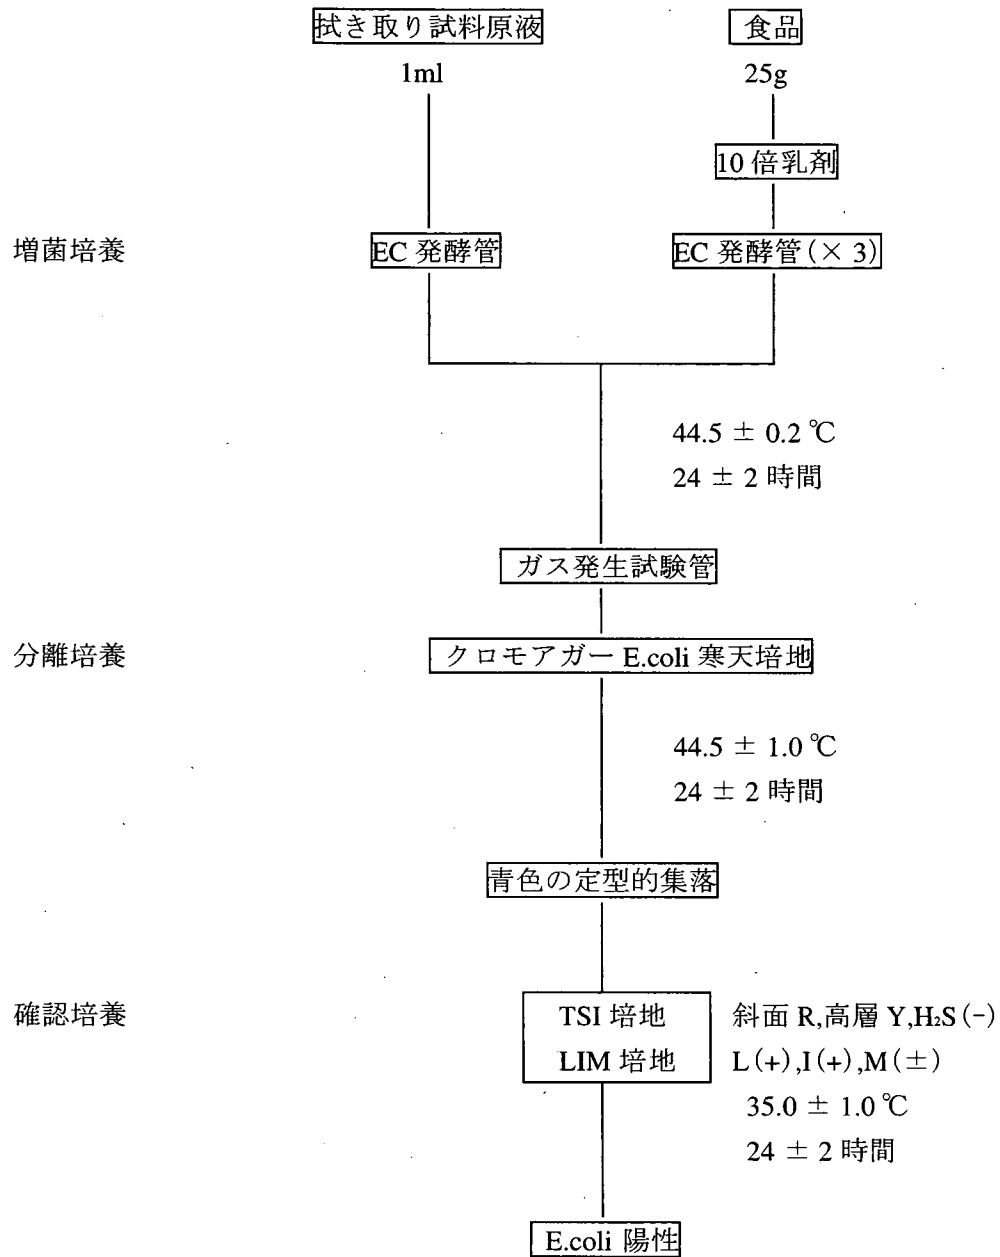 拭き取り試料原液
食品
1ml
25g
10倍乳剤
増菌培養
EC 発酵管
EC 発酵管(× 3)
44.5 ± 0.2 ℃
24 ± 2 時間
ガス発生試験管
分離培養
クロモアガー E.coli 寒天培地
44.5 ± 1.0 ℃
24 ± 2 時間
青色の定型的集落
確認培養
TSI 培地
斜面 R,高層 Y,H₂S(-)
LIM 培地
L(+),I(+),M(±)
35.0 ± 1.0 ℃
24 ± 2 時間
E.coli 陽性